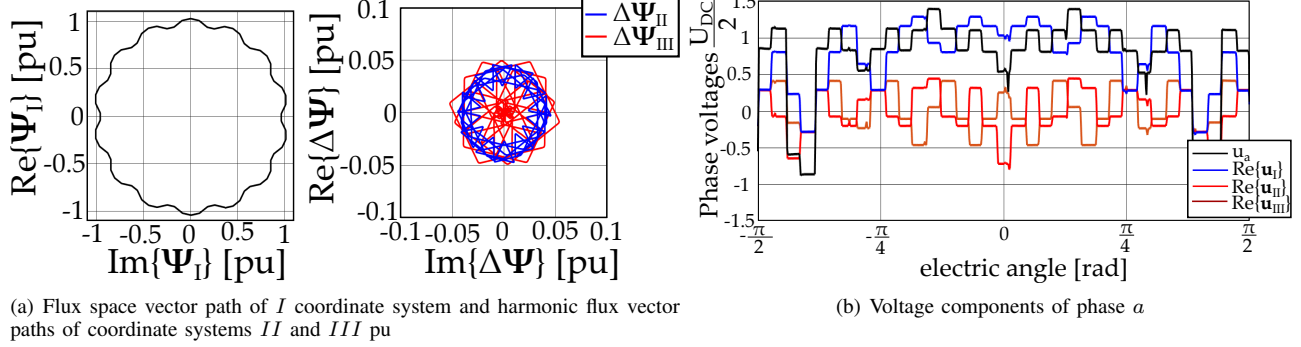 Re{Ψ_I} [pu]
1
0.5
0
-0.5
-1
-1 -0.5 0 0.5 1
Im{Ψ_I} [pu]
Re{ΔΨ} [pu]
0.1
0.05
0
-0.05
-0.1
-0.1 -0.05 0 0.05 0.1
Im{ΔΨ} [pu]
ΔΨ_II
ΔΨ_III
(a) Flux space vector path of I coordinate system and harmonic flux vector
paths of coordinate systems II and III pu
Phase voltages U_DC/2
1.5
1
0.5
0
-0.5
-1
-1.5
-π/2 -π/4 0 π/4 π/2
electric angle [rad]
u_a
Re{u_I}
Re{u_II}
Re{u_III}
(b) Voltage components of phase a